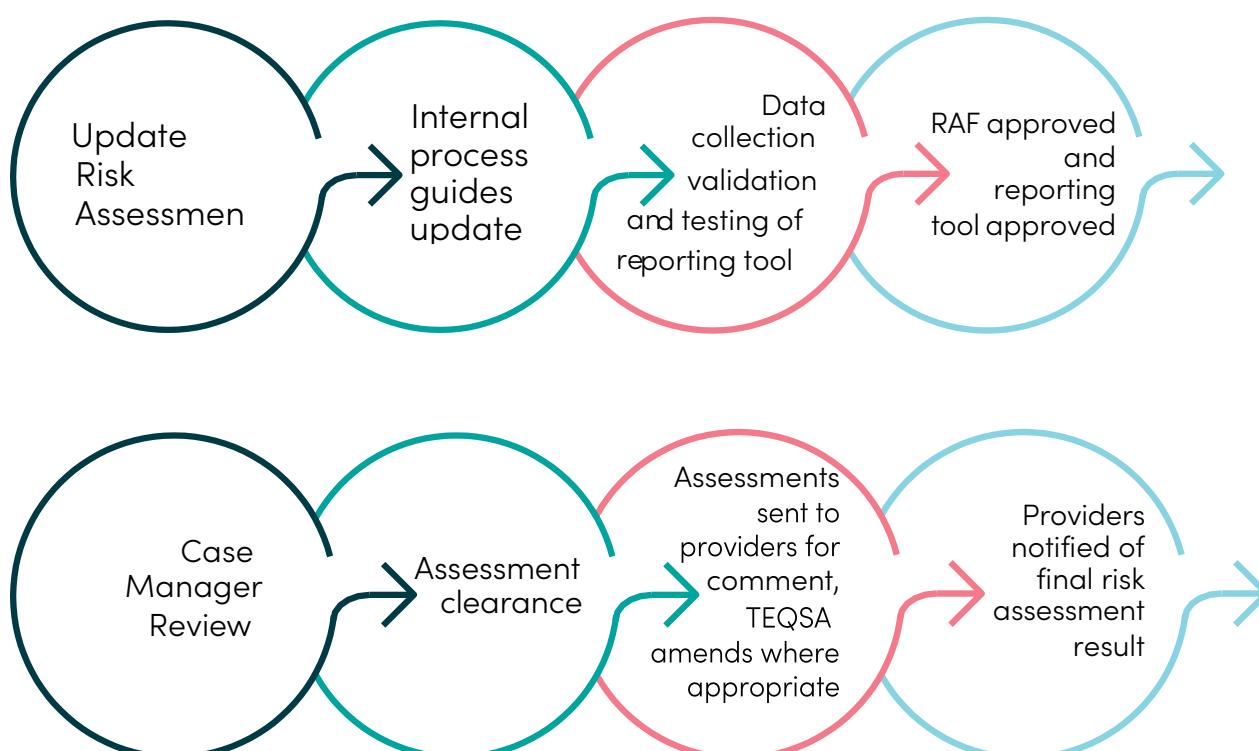 Update
Risk
Assessmen
Internal
process
guides
update
Data
collection
validation
and testing of
reporting tool
RAF approved
and
reporting
tool approved
Case
Manager
Review
Assessment
clearance
Assessments
sent to
providers for
comment,
TEQSA
amends where
appropriate
Providers
notified of
final risk
assessment
result